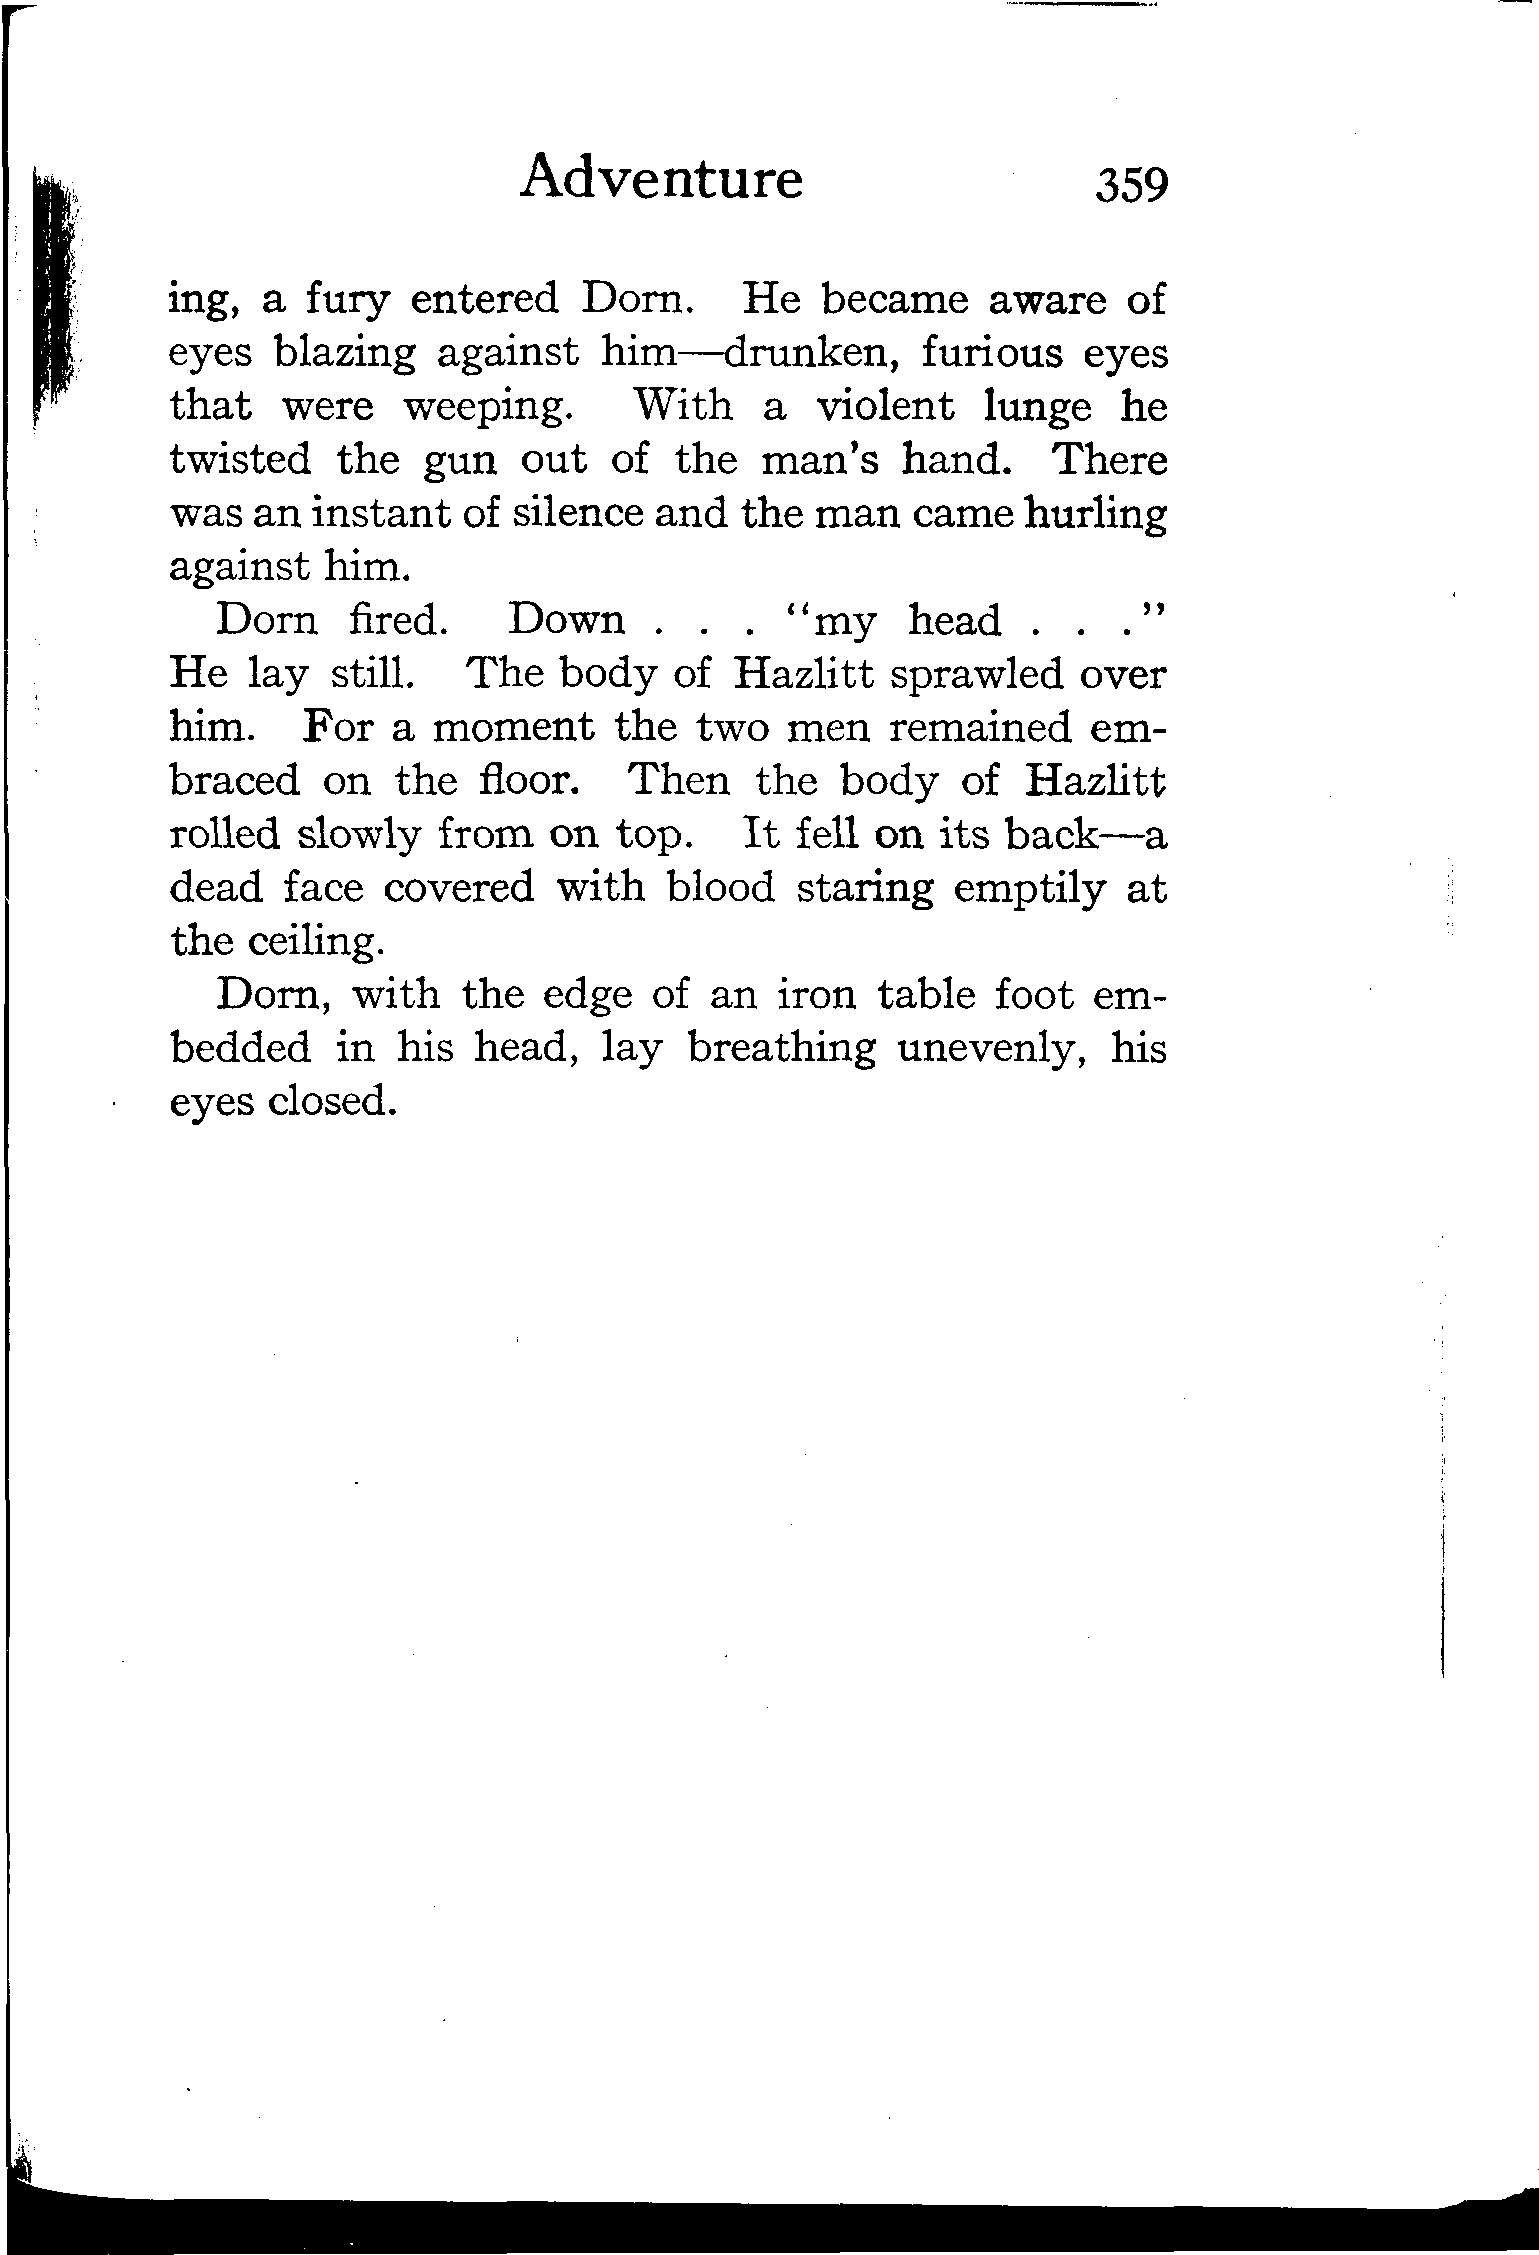 Adventure 359
ing, a fury entered Dorn. He became aware of
eyes blazing against him—drunken, furious eyes
that were weeping. With a violent lunge he
twisted the gun out of the man's hand. There
was an instant of silence and the man came hurling
against him.
Dorn fired. Down . . . "my head . . ."
He lay still. The body of Hazlitt sprawled over
him. For a moment the two men remained em-
braced on the floor. Then the body of Hazlitt
rolled slowly from on top. It fell on its back—a
dead face covered with blood staring emptily at
the ceiling.
Dorn, with the edge of an iron table foot em-
bedded in his head, lay breathing unevenly, his
eyes closed.